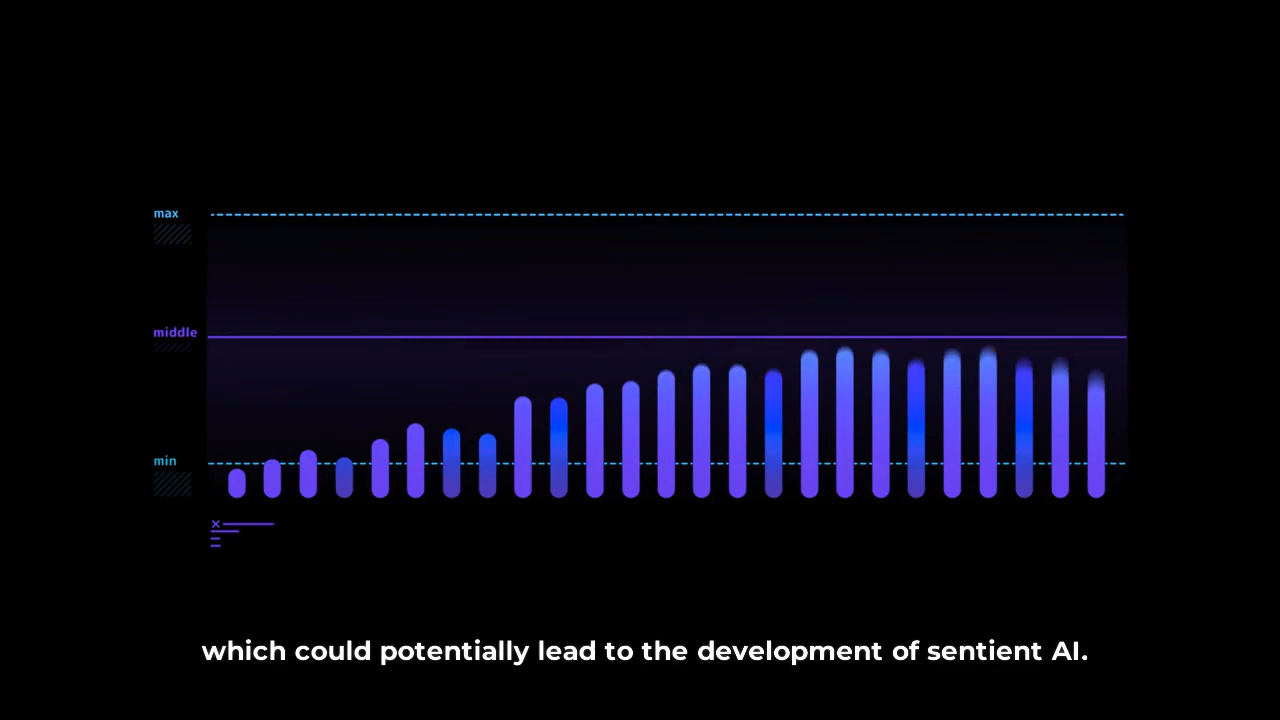 max
middle
min
which could potentially lead to the development of sentient AI.